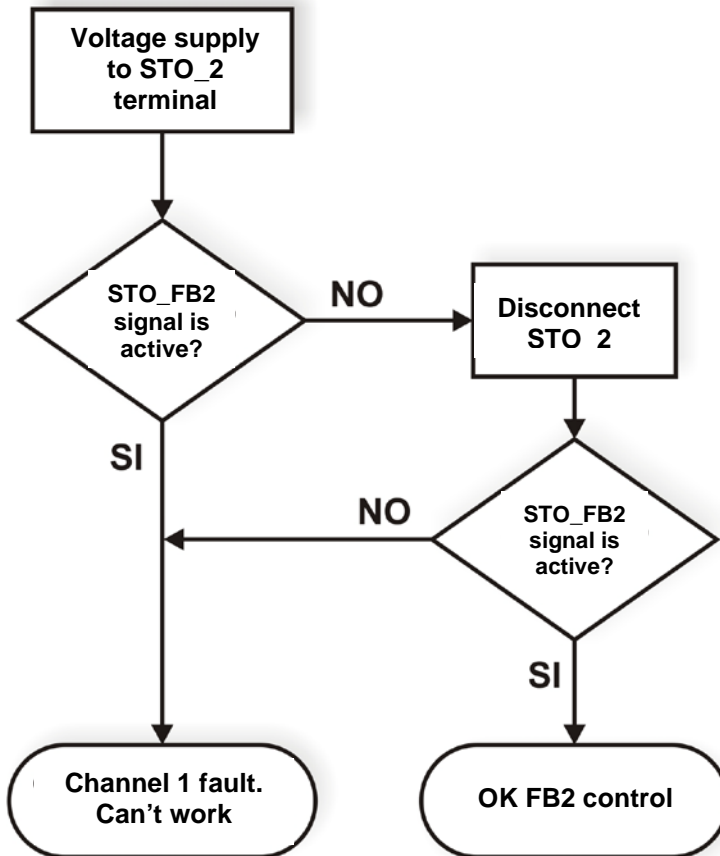 Voltage supply
to STO_2
terminal
STO_FB2
signal is
active?
NO
Disconnect
STO 2
SI
NO
STO_FB2
signal is
active?
SI
Channel 1 fault.
Can't work
OK FB2 control